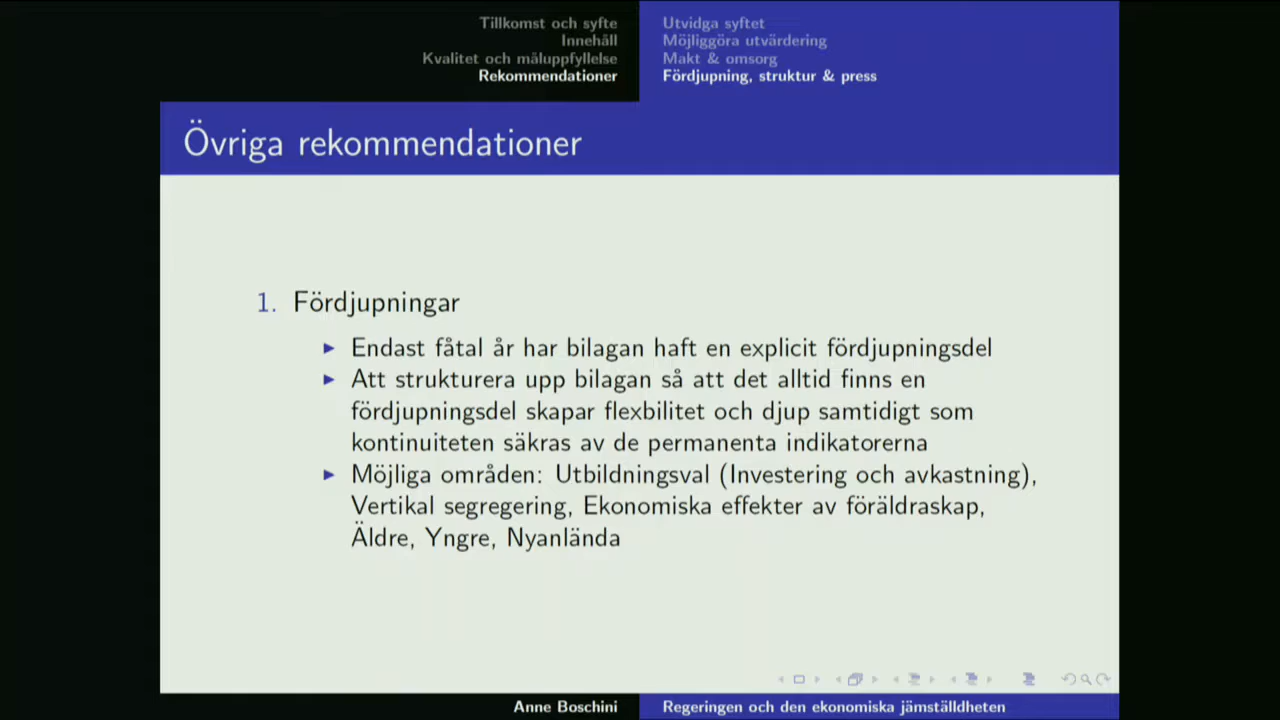 Tillkomst och syfte
Innehåll
Kvalitet och måluppfyllelse
Rekommendationer
Utvidga syftet
Möjliggöra utvärdering
Makt & omsorg
Fördjupning, struktur & press
Övriga rekommendationer
1. Fördjupningar
Endast fåtal år har bilagan haft en explicit fördjupningsdel
Att strukturera upp bilagan så att det alltid finns en
fördjupningsdel skapar flexbilitet och djup samtidigt som
kontinuiteten säkras av de permanenta indikatorerna
Möjliga områden: Utbildningsval (Investering och avkastning),
Vertikal segregering, Ekonomiska effekter av föräldraskap,
Äldre, Yngre, Nyanlända
Anne Boschini
Regeringen och den ekonomiska jämställdheten